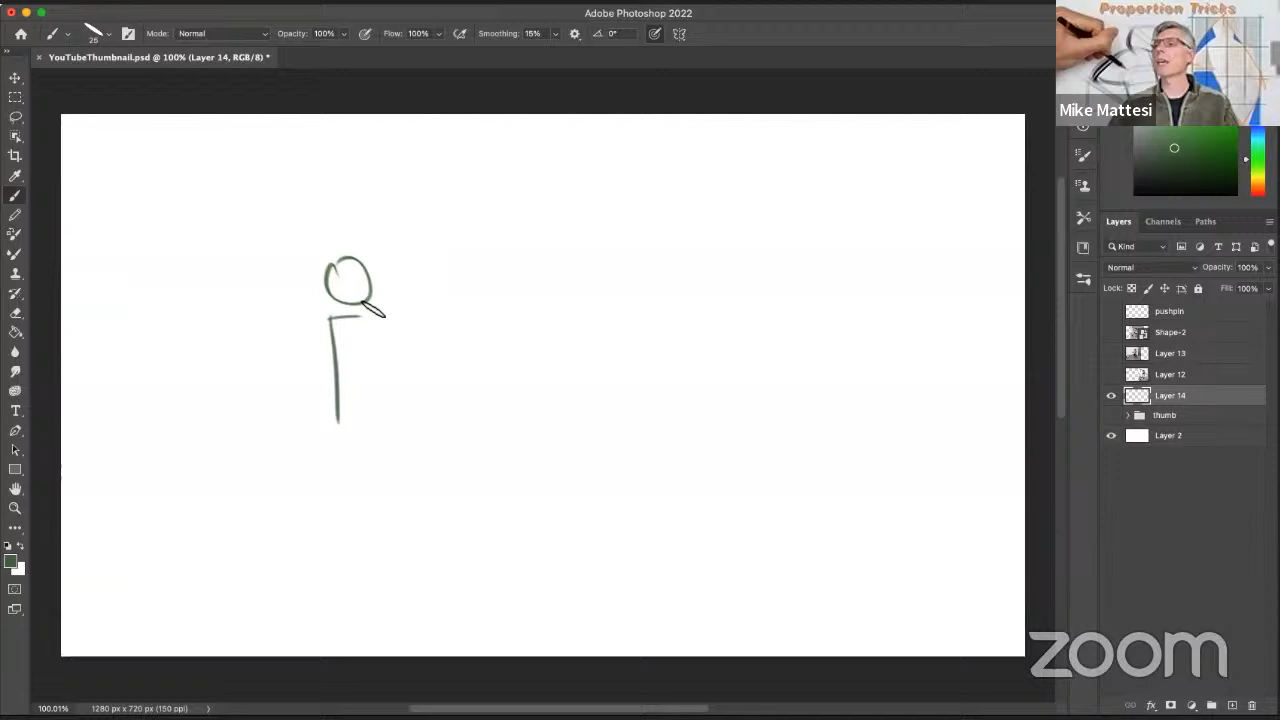 Adobe Photoshop 2022
Proportion Tricks
25
Mode: Normal
Opacity: 100%
Flow: 100%
Smoothing: 15%
0°
YouTubeThumbnail.psd @ 100% (Layer 14, RGB/8) *
Mike Mattesi
Layers Channels Paths
Kind
Normal
Opacity: 100%
Lock:
Fill: 100%
pushpin
Shape-2
Layer 13
Layer 12
Layer 14
thumb
Layer 2
zoom
100.01%
1280 px x 720 px (150 ppi)
fx